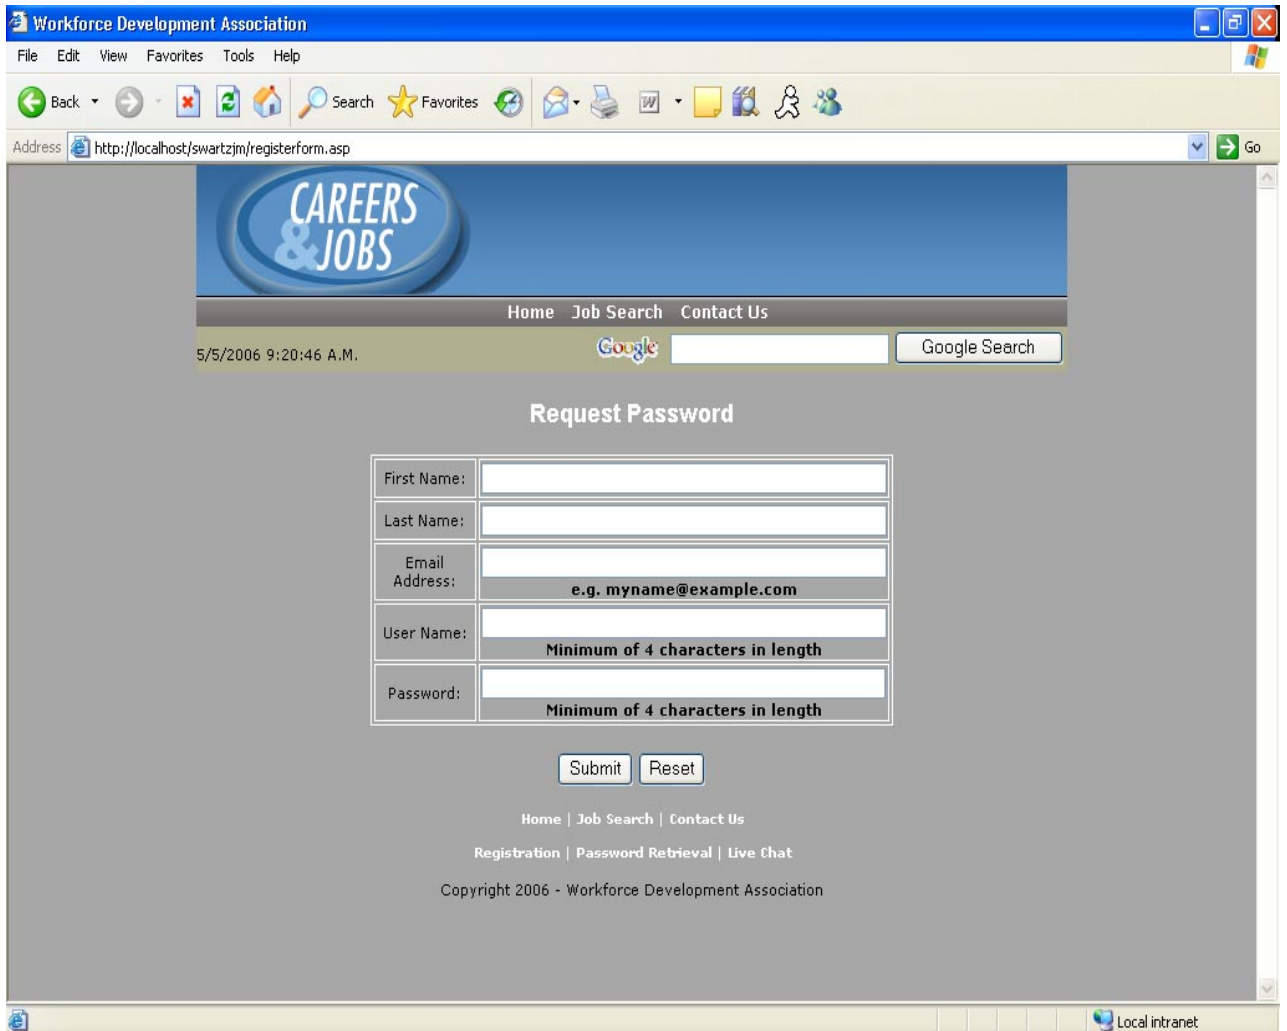 Workforce Development Association
File Edit View Favorites Tools Help
Back Search Favorites W
Address http://localhost/swartzjm/registerform.asp Go
CAREERS
& JOBS
Home Job Search Contact Us
5/5/2006 9:20:46 A.M. Google Google Search
Request Password
First Name:
Last Name:
Email
Address:
e.g. myname@example.com
User Name:
Minimum of 4 characters in length
Password:
Minimum of 4 characters in length
Submit Reset
Home | Job Search | Contact Us
Registration | Password Retrieval | Live Chat
Copyright 2006 - Workforce Development Association
Local intranet